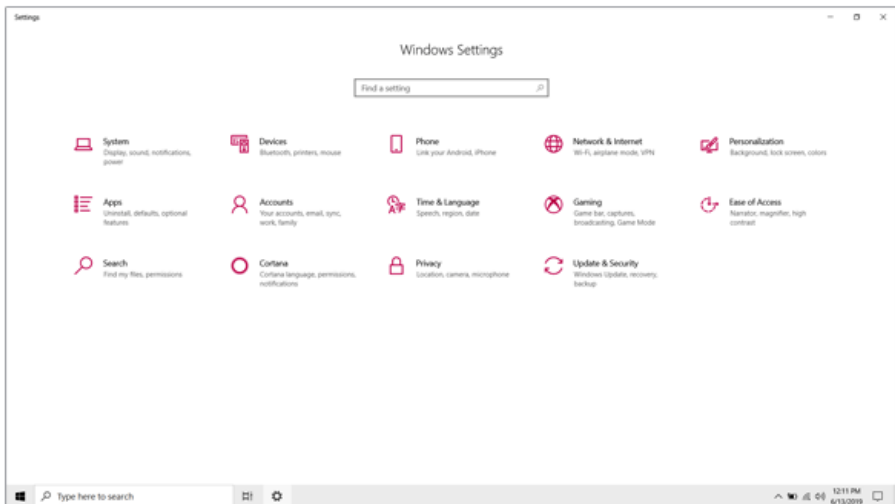 Settings
Windows Settings
Find a setting
System
Display, sound, notifications,
power
Devices
Bluetooth, printers, mouse
Phone
Link your Android, iPhone
Network & Internet
Wi-Fi, airplane mode, VPN
Personalization
Background, lock screen, colors
Apps
Uninstall, defaults, optional
features
Accounts
Your accounts, email, sync,
work, family
Time & Language
Speech, region, date
Gaming
Game bar, captures,
broadcasting, Game Mode
Ease of Access
Narrator, magnifier, high
contrast
Search
Find my files, permissions
Cortana
Cortana language, permissions,
notifications
Privacy
Location, camera, microphone
Update & Security
Windows Update, recovery,
backup
Type here to search
12:11 PM
6/13/2019